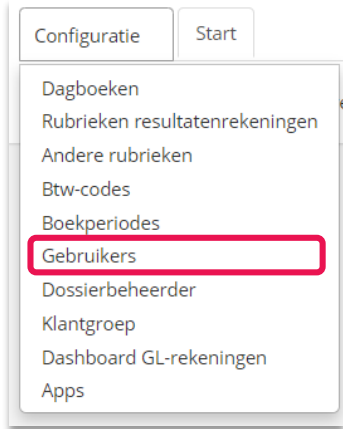 Configuratie Start
Dagboeken
Rubrieken resultatenrekeningen
Andere rubrieken
Btw-codes
Boekperiodes
Gebruikers
Dossierbeheerder
Klantgroep
Dashboard GL-rekeningen
Apps